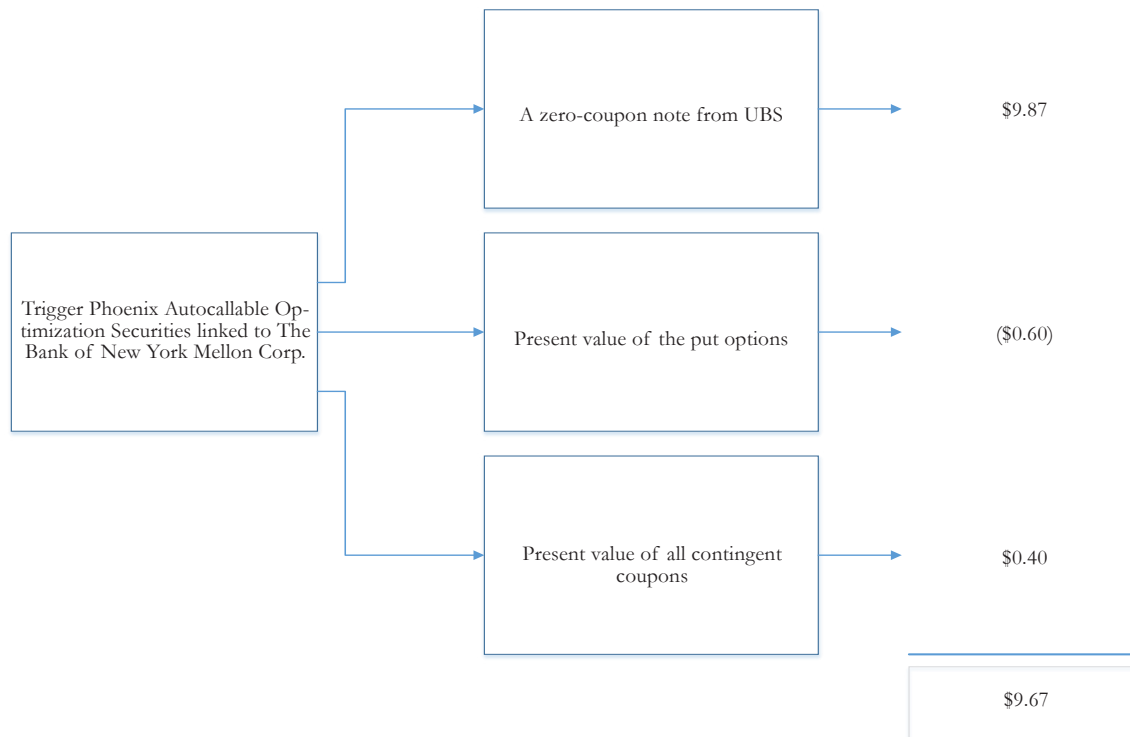 A zero-coupon note from UBS
$9.87
Trigger Phoenix Autocallable Op-
timization Securities linked to The
Bank of New York Mellon Corp.
Present value of the put options
($0.60)
Present value of all contingent
coupons
$0.40
$9.67